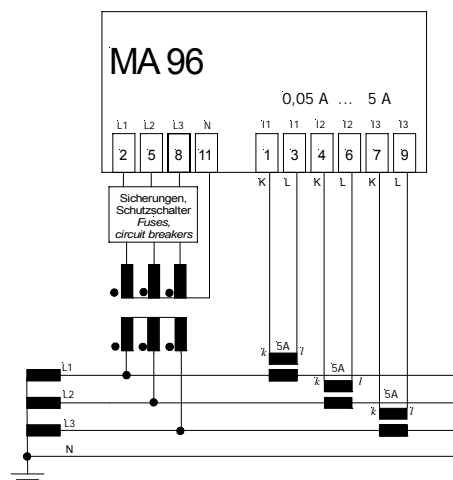 MA 96
0,05 A ... 5 A
L1 L2 L3 N I1 I1 I2 I2 I3 I3
2 5 8 11 1 3 4 6 7 9
K L K L K L
Sicherungen,
Schutzschalter
Fuses,
circuit breakers
5A
k l
5A
k l
5A
k l
L1
L2
L3
N